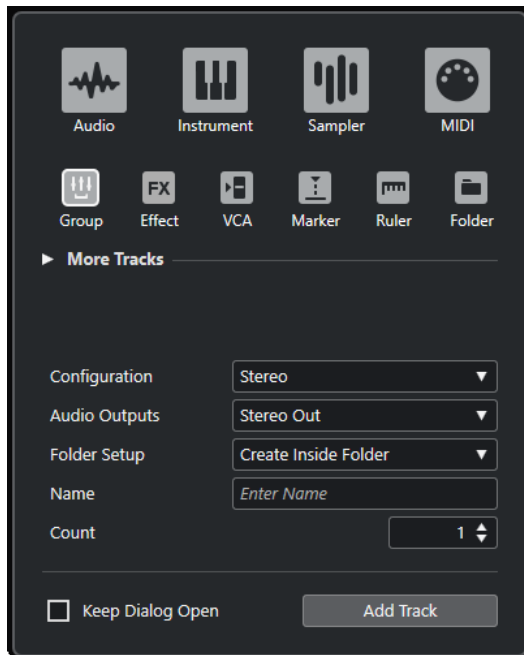 Audio Instrument Sampler MIDI
FX
Group Effect VCA Marker Ruler Folder
More Tracks
Configuration Stereo
Audio Outputs Stereo Out
Folder Setup Create Inside Folder
Name Enter Name
Count 1
Keep Dialog Open Add Track